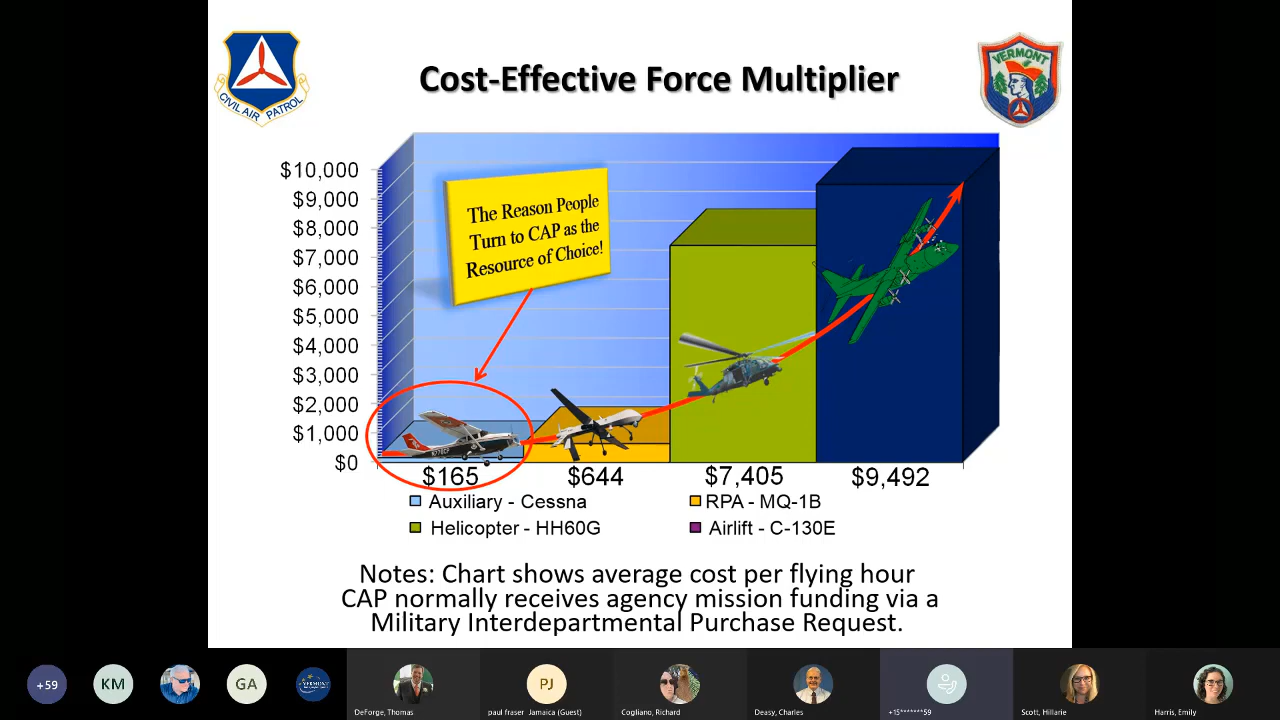 Cost-Effective Force Multiplier
CIVIL AIR PATROL
VERMONT
$10,000
$9,000
$8,000
$7,000
$6,000
$5,000
$4,000
$3,000
$2,000
$1,000
$0
The Reason People
Turn to CAP as the
Resource of Choice!
$165
$644
$7,405
$9,492
Auxiliary - Cessna
RPA - MQ-1B
Helicopter - HH60G
Airlift - C-130E
Notes: Chart shows average cost per flying hour
CAP normally receives agency mission funding via a
Military Interdepartmental Purchase Request.
+59
KM
GA
VERMONT
PJ
DeForge, Thomas
paul fraser Jamaica (Guest)
Cogliano, Richard
Deasy, Charles
+15*******59
Scott, Hillarie
Harris, Emily